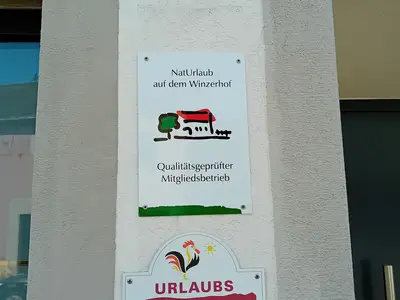 NatUrlaub
auf dem Winzerhof
Qualitätsgeprüfter
Mitgliedsbetrieb
URLAUBS